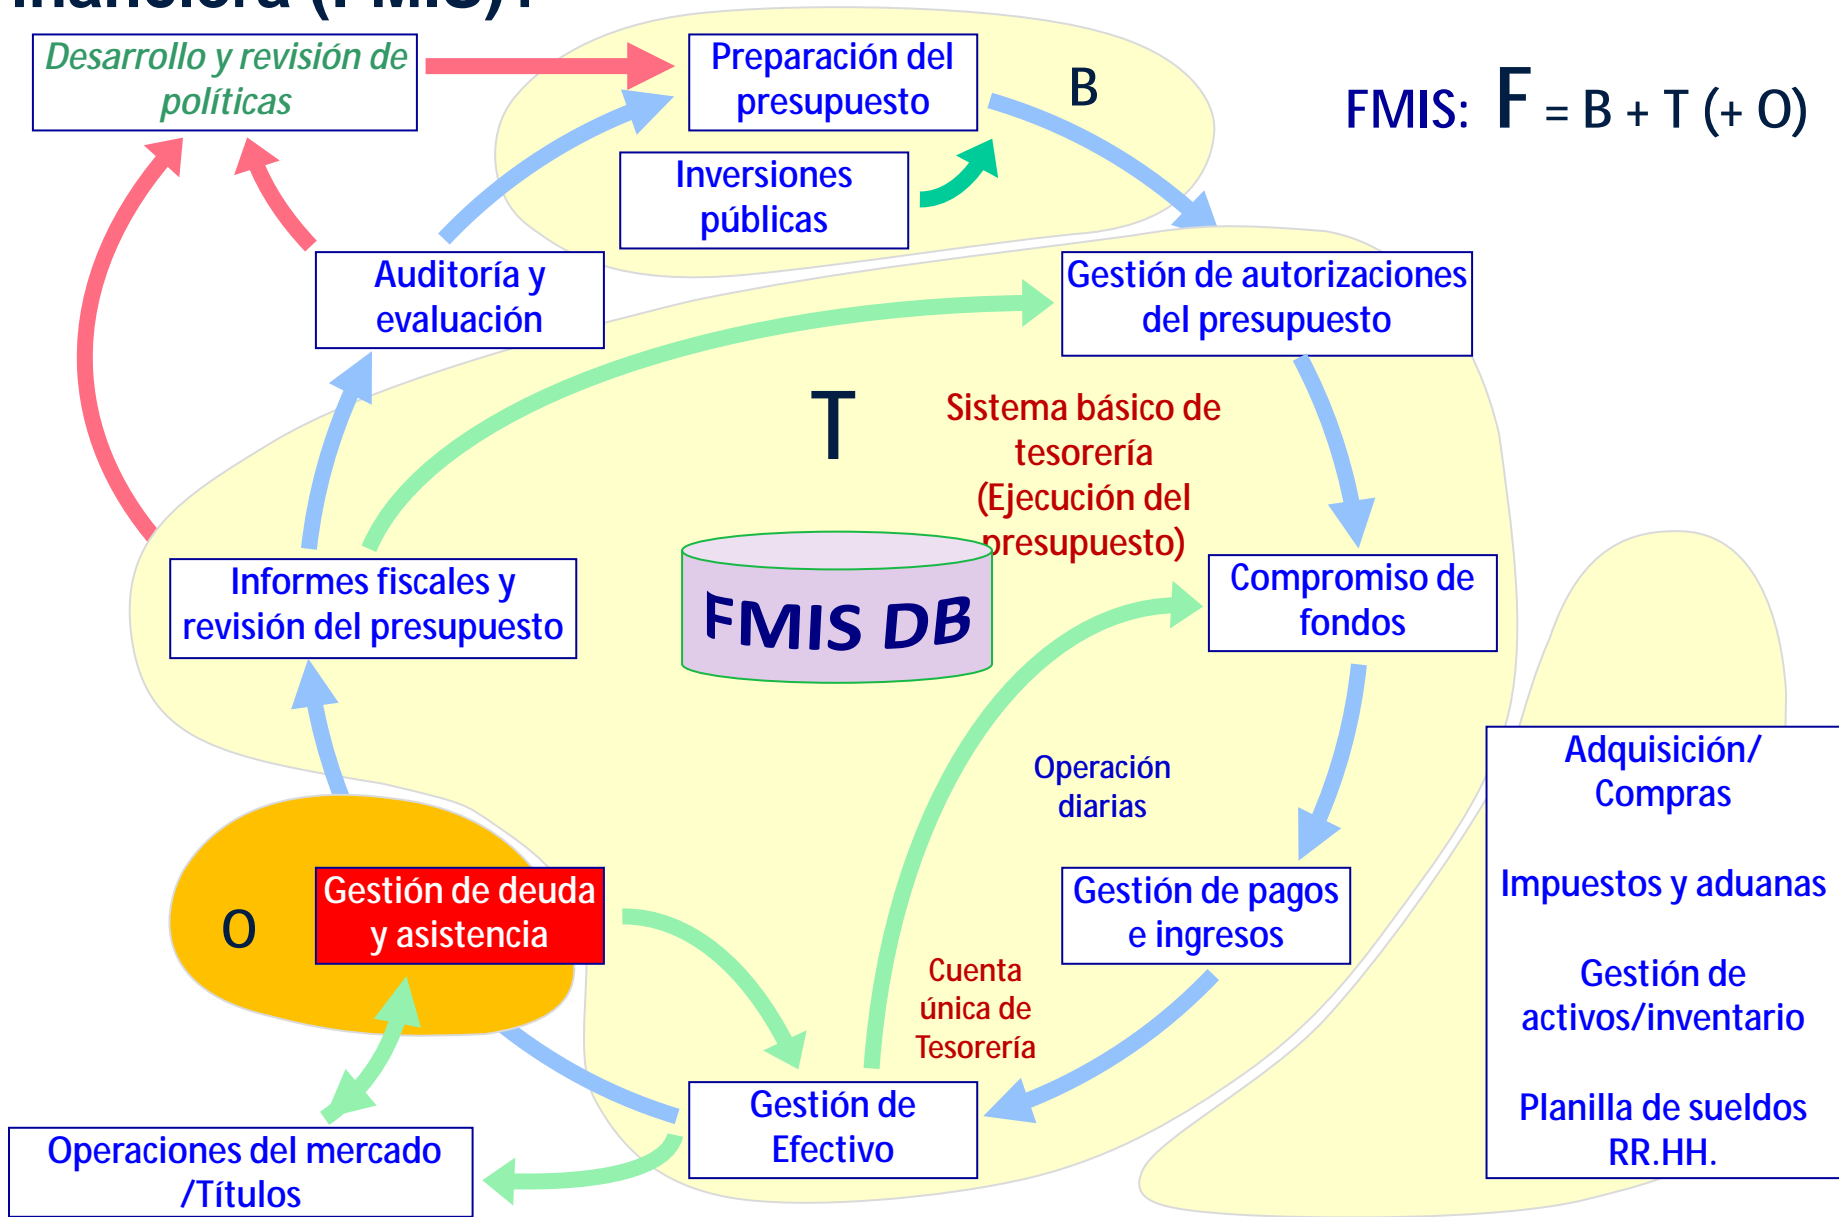 Desarrollo y revisión de
políticas
Preparación del
presupuesto
B
FMIS: F = B + T (+ O)
Inversiones
públicas
Auditoría y
evaluación
Gestión de autorizaciones
del presupuesto
T
Sistema básico de
tesorería
(Ejecución del
presupuesto)
FMIS DB
Informes fiscales y
revisión del presupuesto
Compromiso de
fondos
Operación
diarias
Adquisición/
Compras
Impuestos y aduanas
Gestión de
activos/inventario
Planilla de sueldos
RR.HH.
O
Gestión de deuda
y asistencia
Gestión de pagos
e ingresos
Cuenta
única de
Tesorería
Gestión de
Efectivo
Operaciones del mercado
/Títulos